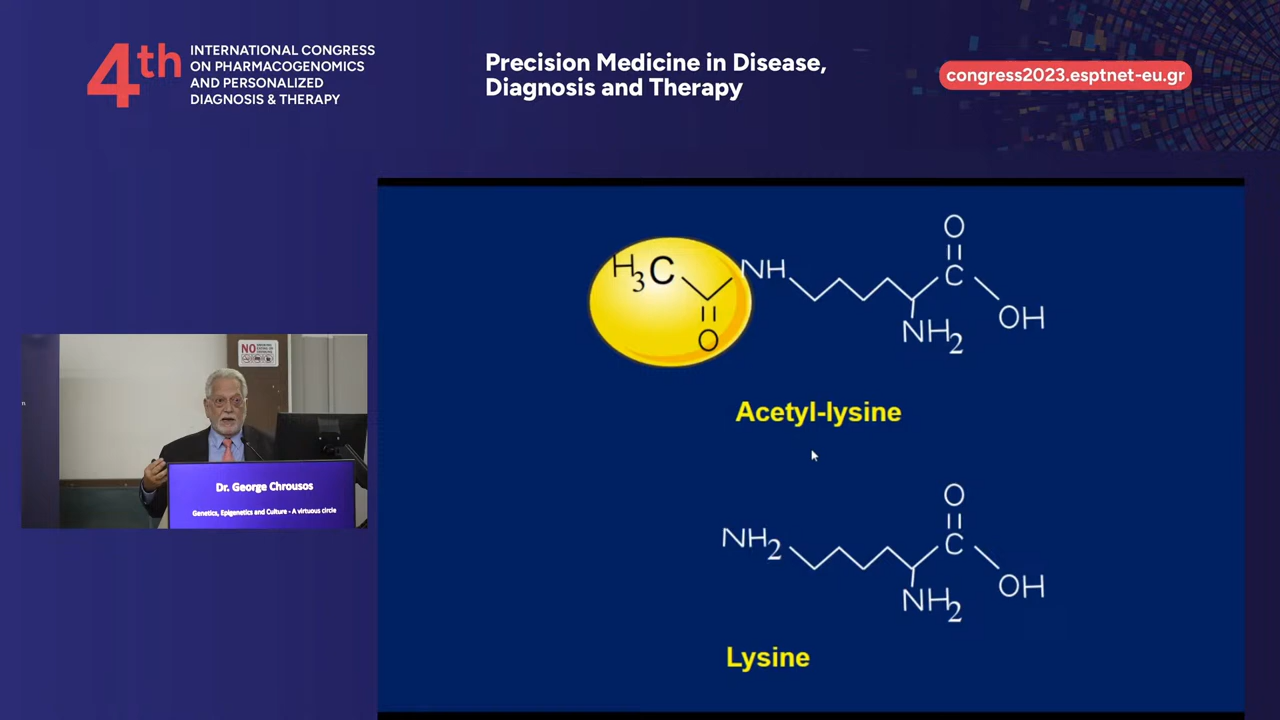 4th
INTERNATIONAL CONGRESS
ON PHARMACOGENOMICS
AND PERSONALIZED
DIAGNOSIS & THERAPY
Precision Medicine in Disease,
Diagnosis and Therapy
congress2023.esptnet-eu.gr
O
H3C
NH
C
O
NH2
OH
Acetyl-lysine
O
NH2
C
NH2
OH
Lysine
NO
Dr. George Chrousos
Genetics, Epigenetics and Culture - A virtuous circle